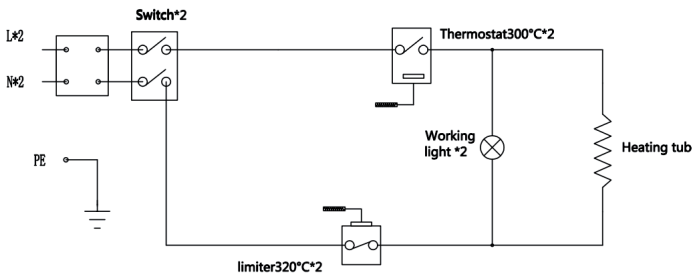 Switch*2
L*2
Thermostat300°C*2
N*2
Working
light *2
Heating tub
PE
limiter320°C*2